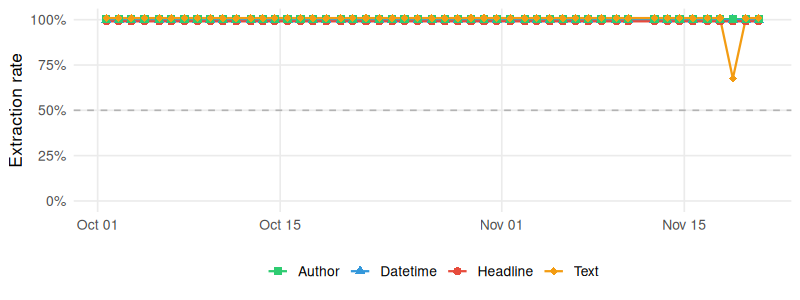 Extraction rate
100%
75%
50%
25%
0%
Oct 01 Oct 15 Nov 01 Nov 15
Author Datetime Headline Text